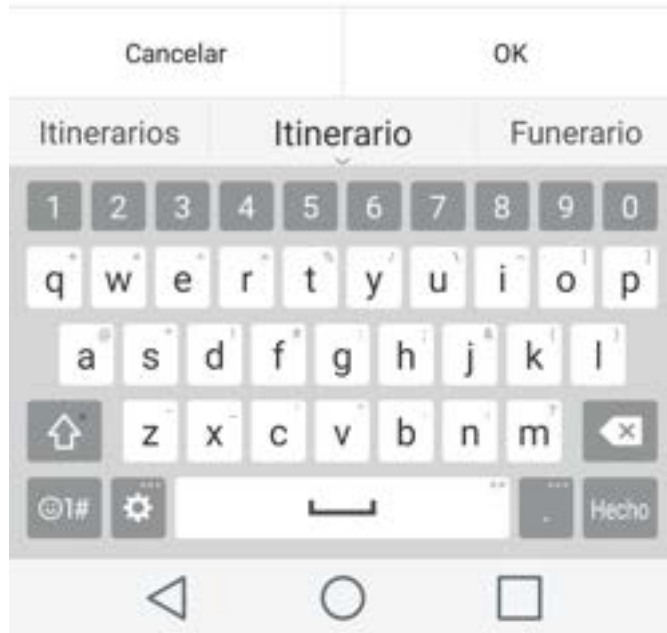 Cancelar OK
Itinerarios Itinerario Funerario
1 2 3 4 5 6 7 8 9 0
q w e r t y u i o p
a s d f g h j k l
z x c v b n m
☺1# . Hecho